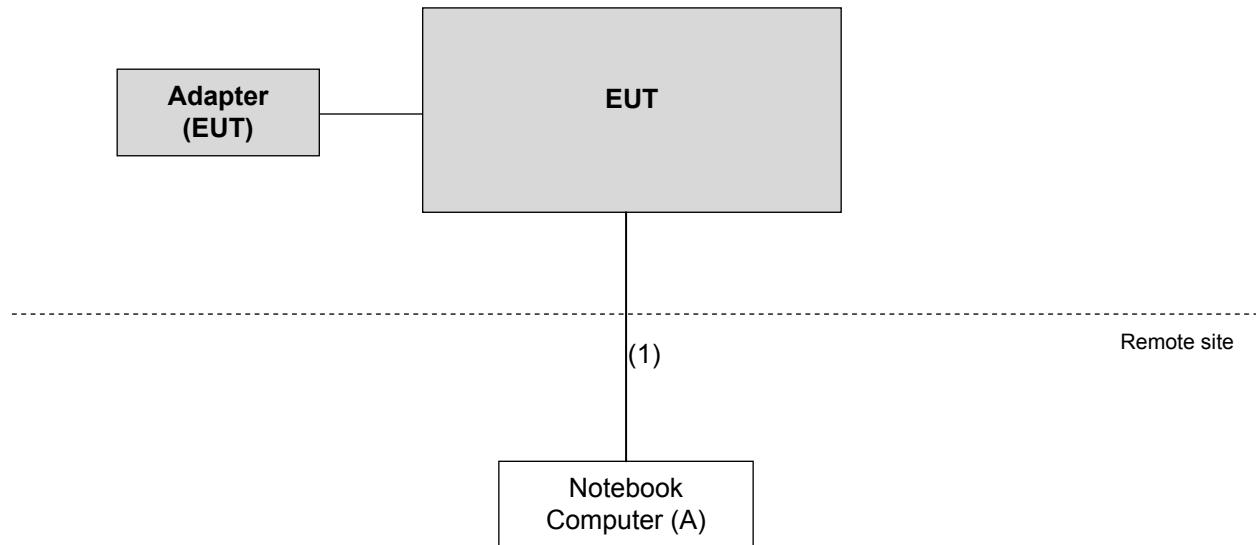 EUT
Adapter
(EUT)
Remote site
(1)
Notebook
Computer (A)